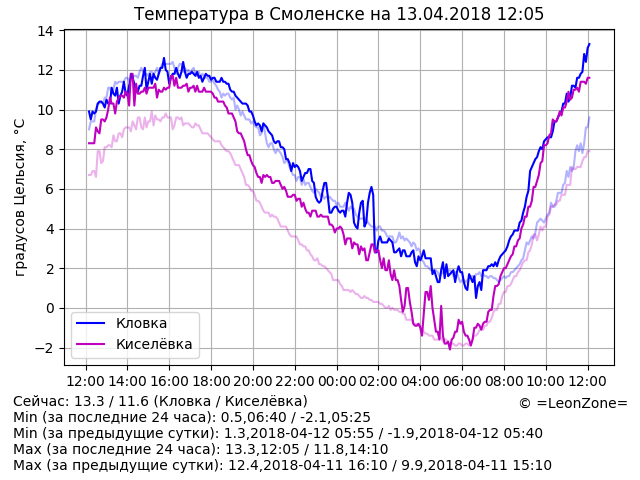 Температура в Смоленске на 13.04.2018 12:05
градусов Цельсия, °C
14
12
10
8
6
4
2
0
−2
Кловка
Киселёвка
12:00 14:00 16:00 18:00 20:00 22:00 00:00 02:00 04:00 06:00 08:00 10:00 12:00
Сейчас: 13.3 / 11.6 (Кловка / Киселёвка)
© =LeonZone=
Min (за последние 24 часа): 0.5,06:40 / -2.1,05:25
Min (за предыдущие сутки): 1.3,2018-04-12 05:55 / -1.9,2018-04-12 05:40
Max (за последние 24 часа): 13.3,12:05 / 11.8,14:10
Max (за предыдущие сутки): 12.4,2018-04-11 16:10 / 9.9,2018-04-11 15:10